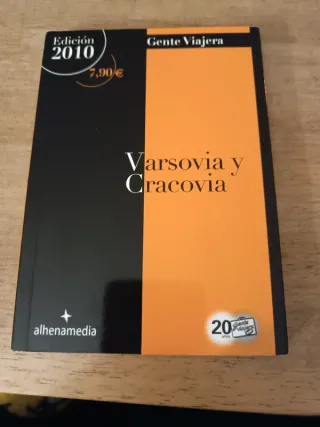 Edición
2010
7,90 €
Gente Viajera
Varsovia y
Cracovia
alhenamedia
20